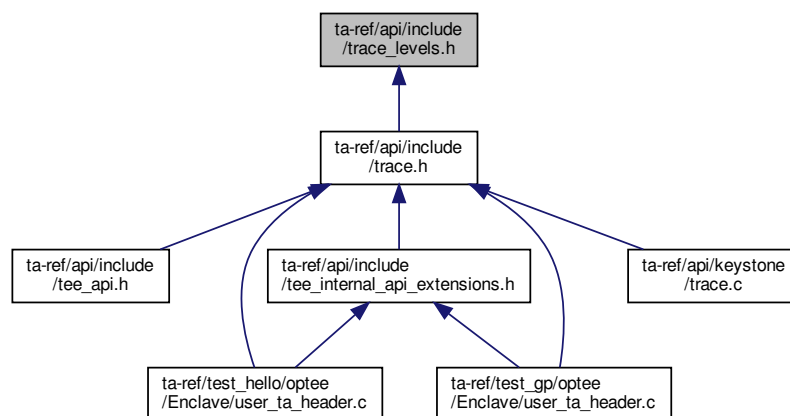 ta-ref/api/include
/trace_levels.h
ta-ref/api/include
/trace.h
ta-ref/api/include
/tee_api.h
ta-ref/api/include
/tee_internal_api_extensions.h
ta-ref/api/keystone
/trace.c
ta-ref/test_hello/optee
/Enclave/user_ta_header.c
ta-ref/test_gp/optee
/Enclave/user_ta_header.c